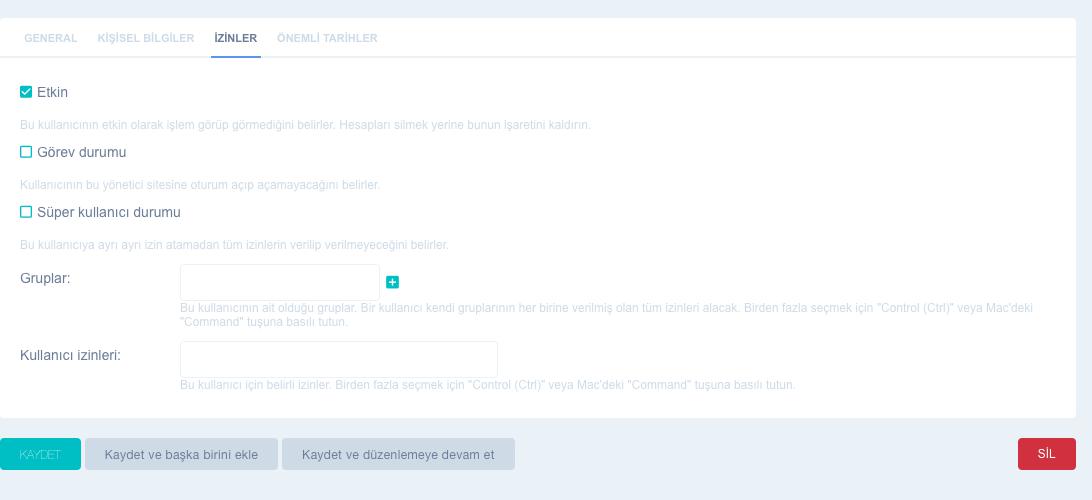 GENERAL KİŞİSEL BİLGİLER İZİNLER ÖNEMLİ TARİHLER
Etkin
Bu kullanıcının etkin olarak işlem görüp görmediğini belirler. Hesapları silmek yerine bunun işaretini kaldırın.
Görev durumu
Kullanıcının bu yönetici sitesine oturum açıp açamayacağını belirler.
Süper kullanıcı durumu
Bu kullanıcıya ayrı ayrı izin atamadan tüm izinlerin verilip verilmeyeceğini belirler.
Gruplar:
Bu kullanıcının ait olduğu gruplar. Bir kullanıcı kendi gruplarının her birine verilmiş olan tüm izinleri alacak. Birden fazla seçmek için "Control (Ctrl)" veya Mac'deki
"Command" tuşuna basılı tutun.
Kullanıcı izinleri:
Bu kullanıcı için belirli izinler. Birden fazla seçmek için "Control (Ctrl)" veya Mac'deki "Command" tuşuna basılı tutun.
KAYDET Kaydet ve başka birini ekle Kaydet ve düzenlemeye devam et SİL